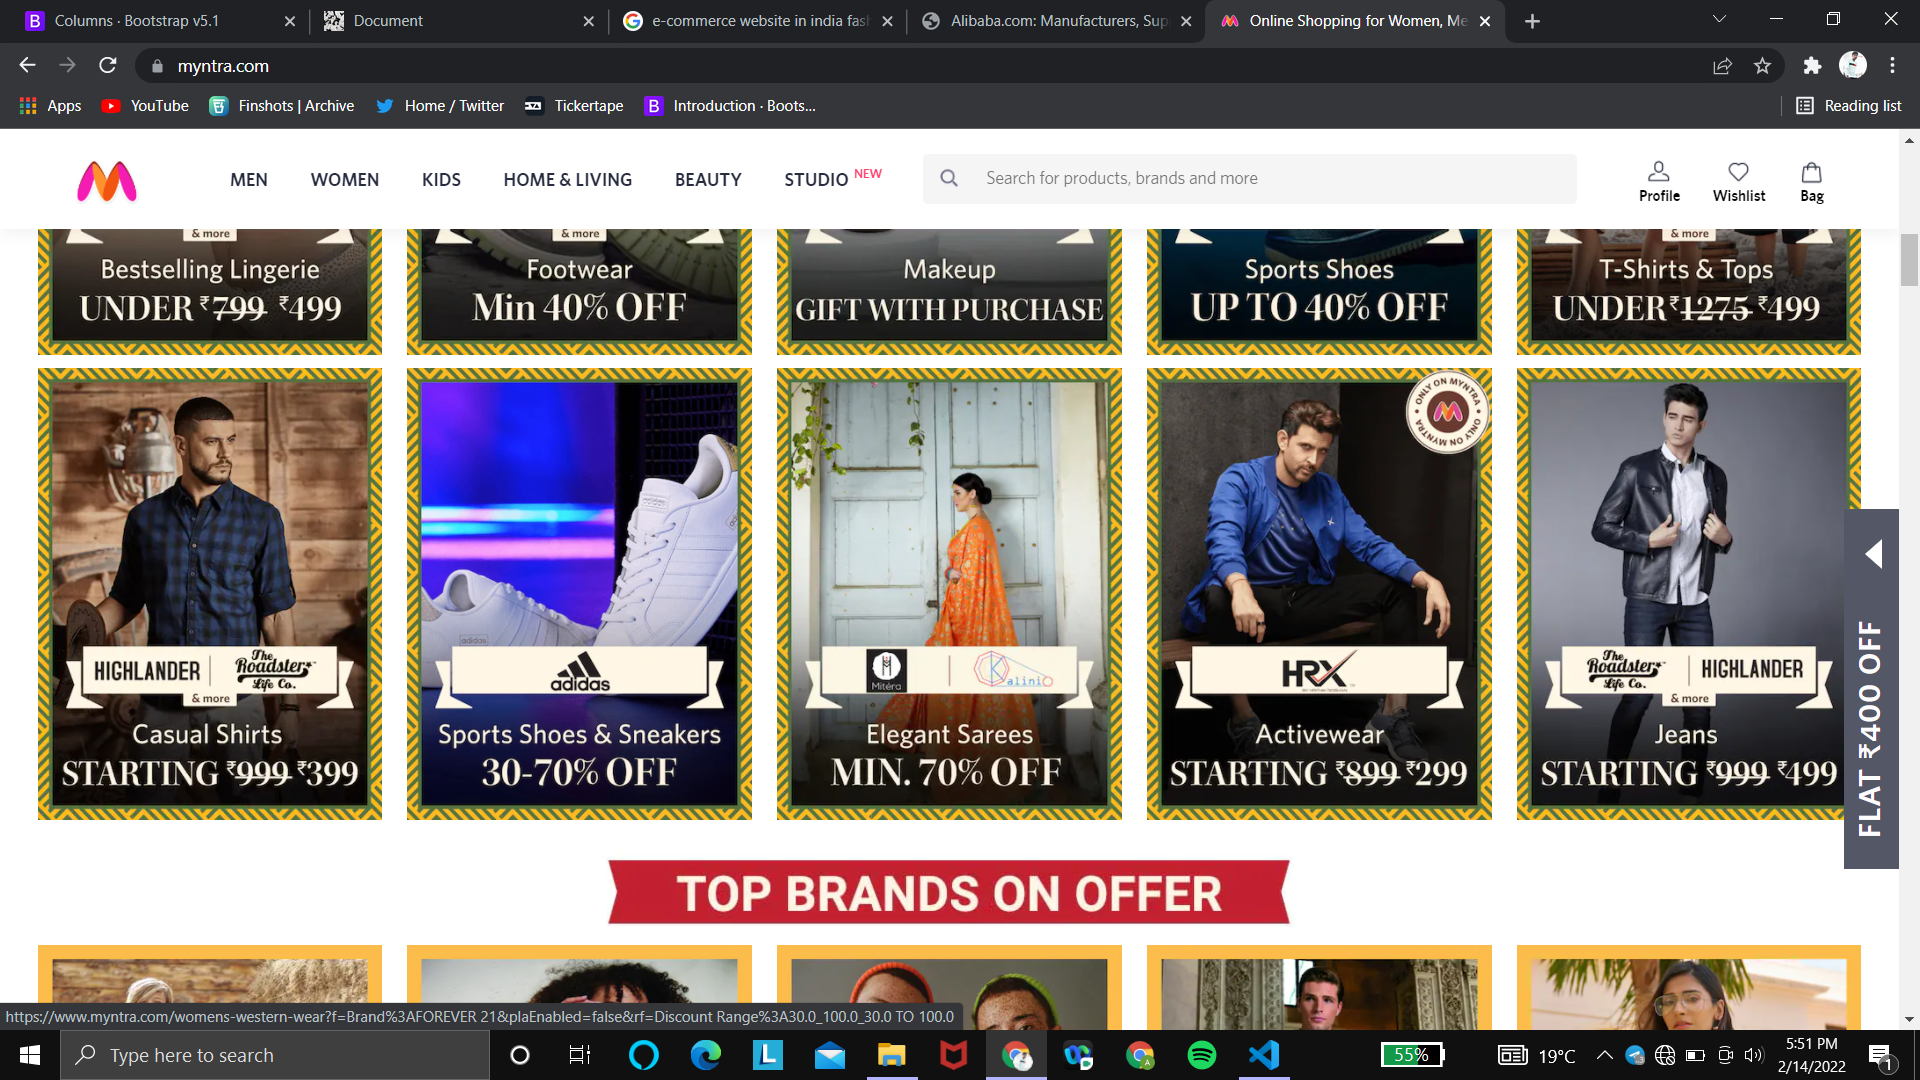 Columns · Bootstrap v5.1
Document
e-commerce website in india fas
Alibaba.com: Manufacturers, Sup
Online Shopping for Women, Me
myntra.com
Apps
YouTube
Finshots | Archive
Home / Twitter
Tickertape
Introduction · Boots...
Reading list
MEN
WOMEN
KIDS
HOME & LIVING
BEAUTY
STUDIO NEW
Search for products, brands and more
Profile
Wishlist
Bag
& more
Bestselling Lingerie
UNDER ₹799 ₹499
& more
Footwear
Min 40% OFF
Makeup
GIFT WITH PURCHASE
Sports Shoes
UP TO 40% OFF
& more
T-Shirts & Tops
UNDER ₹1275 ₹499
HIGHLANDER
The Roadster Life Co.
& more
Casual Shirts
STARTING ₹999 ₹399
adidas
adidas
Sports Shoes & Sneakers
30-70% OFF
Mitéra
Kalinio
Elegant Sarees
MIN. 70% OFF
ONLY ON MYNTRA • ONLY ON MYNTRA •
HRX
Activewear
STARTING ₹899 ₹299
The Roadster Life Co.
HIGHLANDER
& more
Jeans
STARTING ₹999 ₹499
FLAT ₹400 OFF
TOP BRANDS ON OFFER
https://www.myntra.com/womens-western-wear?f=Brand%3AFOREVER 21&plaEnabled=false&rf=Discount Range%3A30.0_100.0_30.0 TO 100.0
Type here to search
55%
19°C
5:51 PM
2/14/2022
1